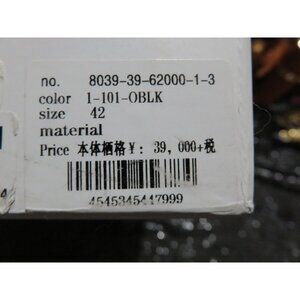 no. 8039-39-62000-1-3
color 1-101-OBLK
size 42
material
Price 本体価格¥: 39,000+税
4545345447999